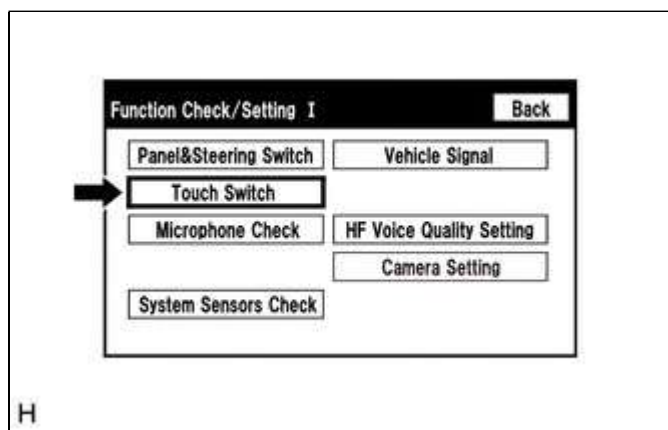 Function Check/Setting I
Back
Panel&Steering Switch
Vehicle Signal
Touch Switch
Microphone Check
HF Voice Quality Setting
Camera Setting
System Sensors Check
H